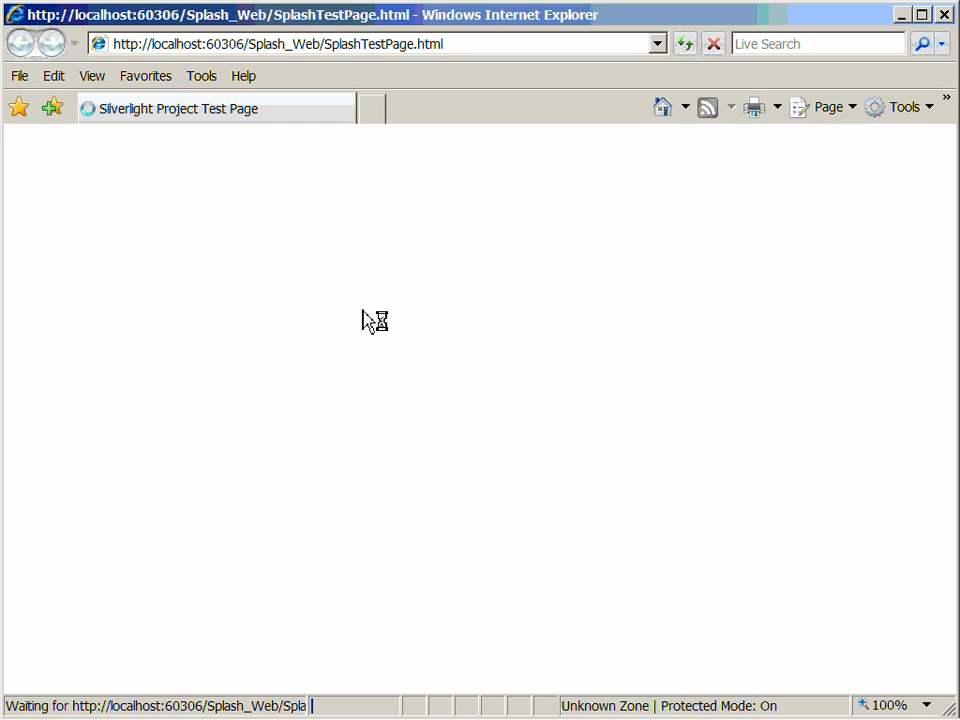 http://localhost:60306/Splash_Web/SplashTestPage.html - Windows Internet Explorer
http://localhost:60306/Splash_Web/SplashTestPage.html
Live Search
File Edit View Favorites Tools Help
Silverlight Project Test Page
Page Tools »
Waiting for http://localhost:60306/Splash_Web/Spla
Unknown Zone | Protected Mode: On
100%